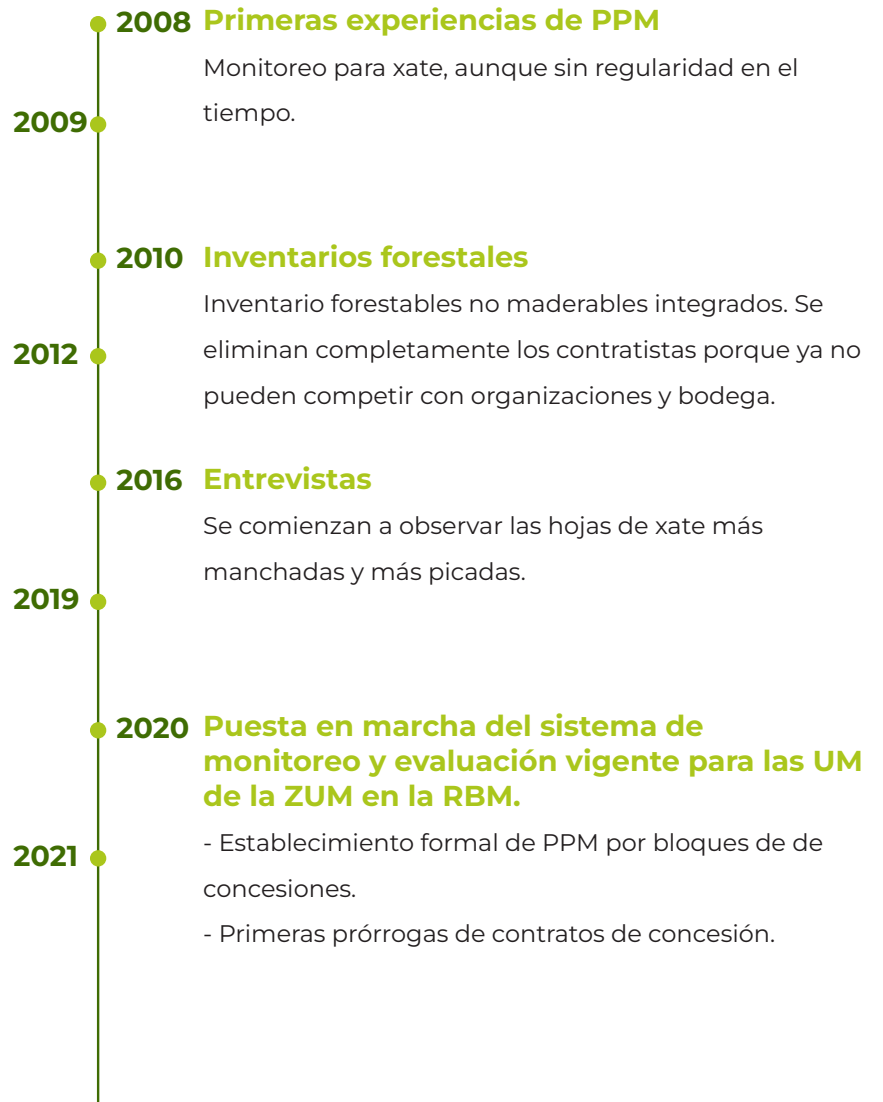 2008 Primeras experiencias de PPM
Monitoreo para xate, aunque sin regularidad en el
tiempo.
2009
2010 Inventarios forestales
Inventario forestables no maderables integrados. Se
eliminan completamente los contratistas porque ya no
2012
pueden competir con organizaciones y bodega.
2016 Entrevistas
Se comienzan a observar las hojas de xate más
manchadas y más picadas.
2019
2020 Puesta en marcha del sistema de
monitoreo y evaluación vigente para las UM
de la ZUM en la RBM.
- Establecimiento formal de PPM por bloques de de
2021
concesiones.
- Primeras prórrogas de contratos de concesión.